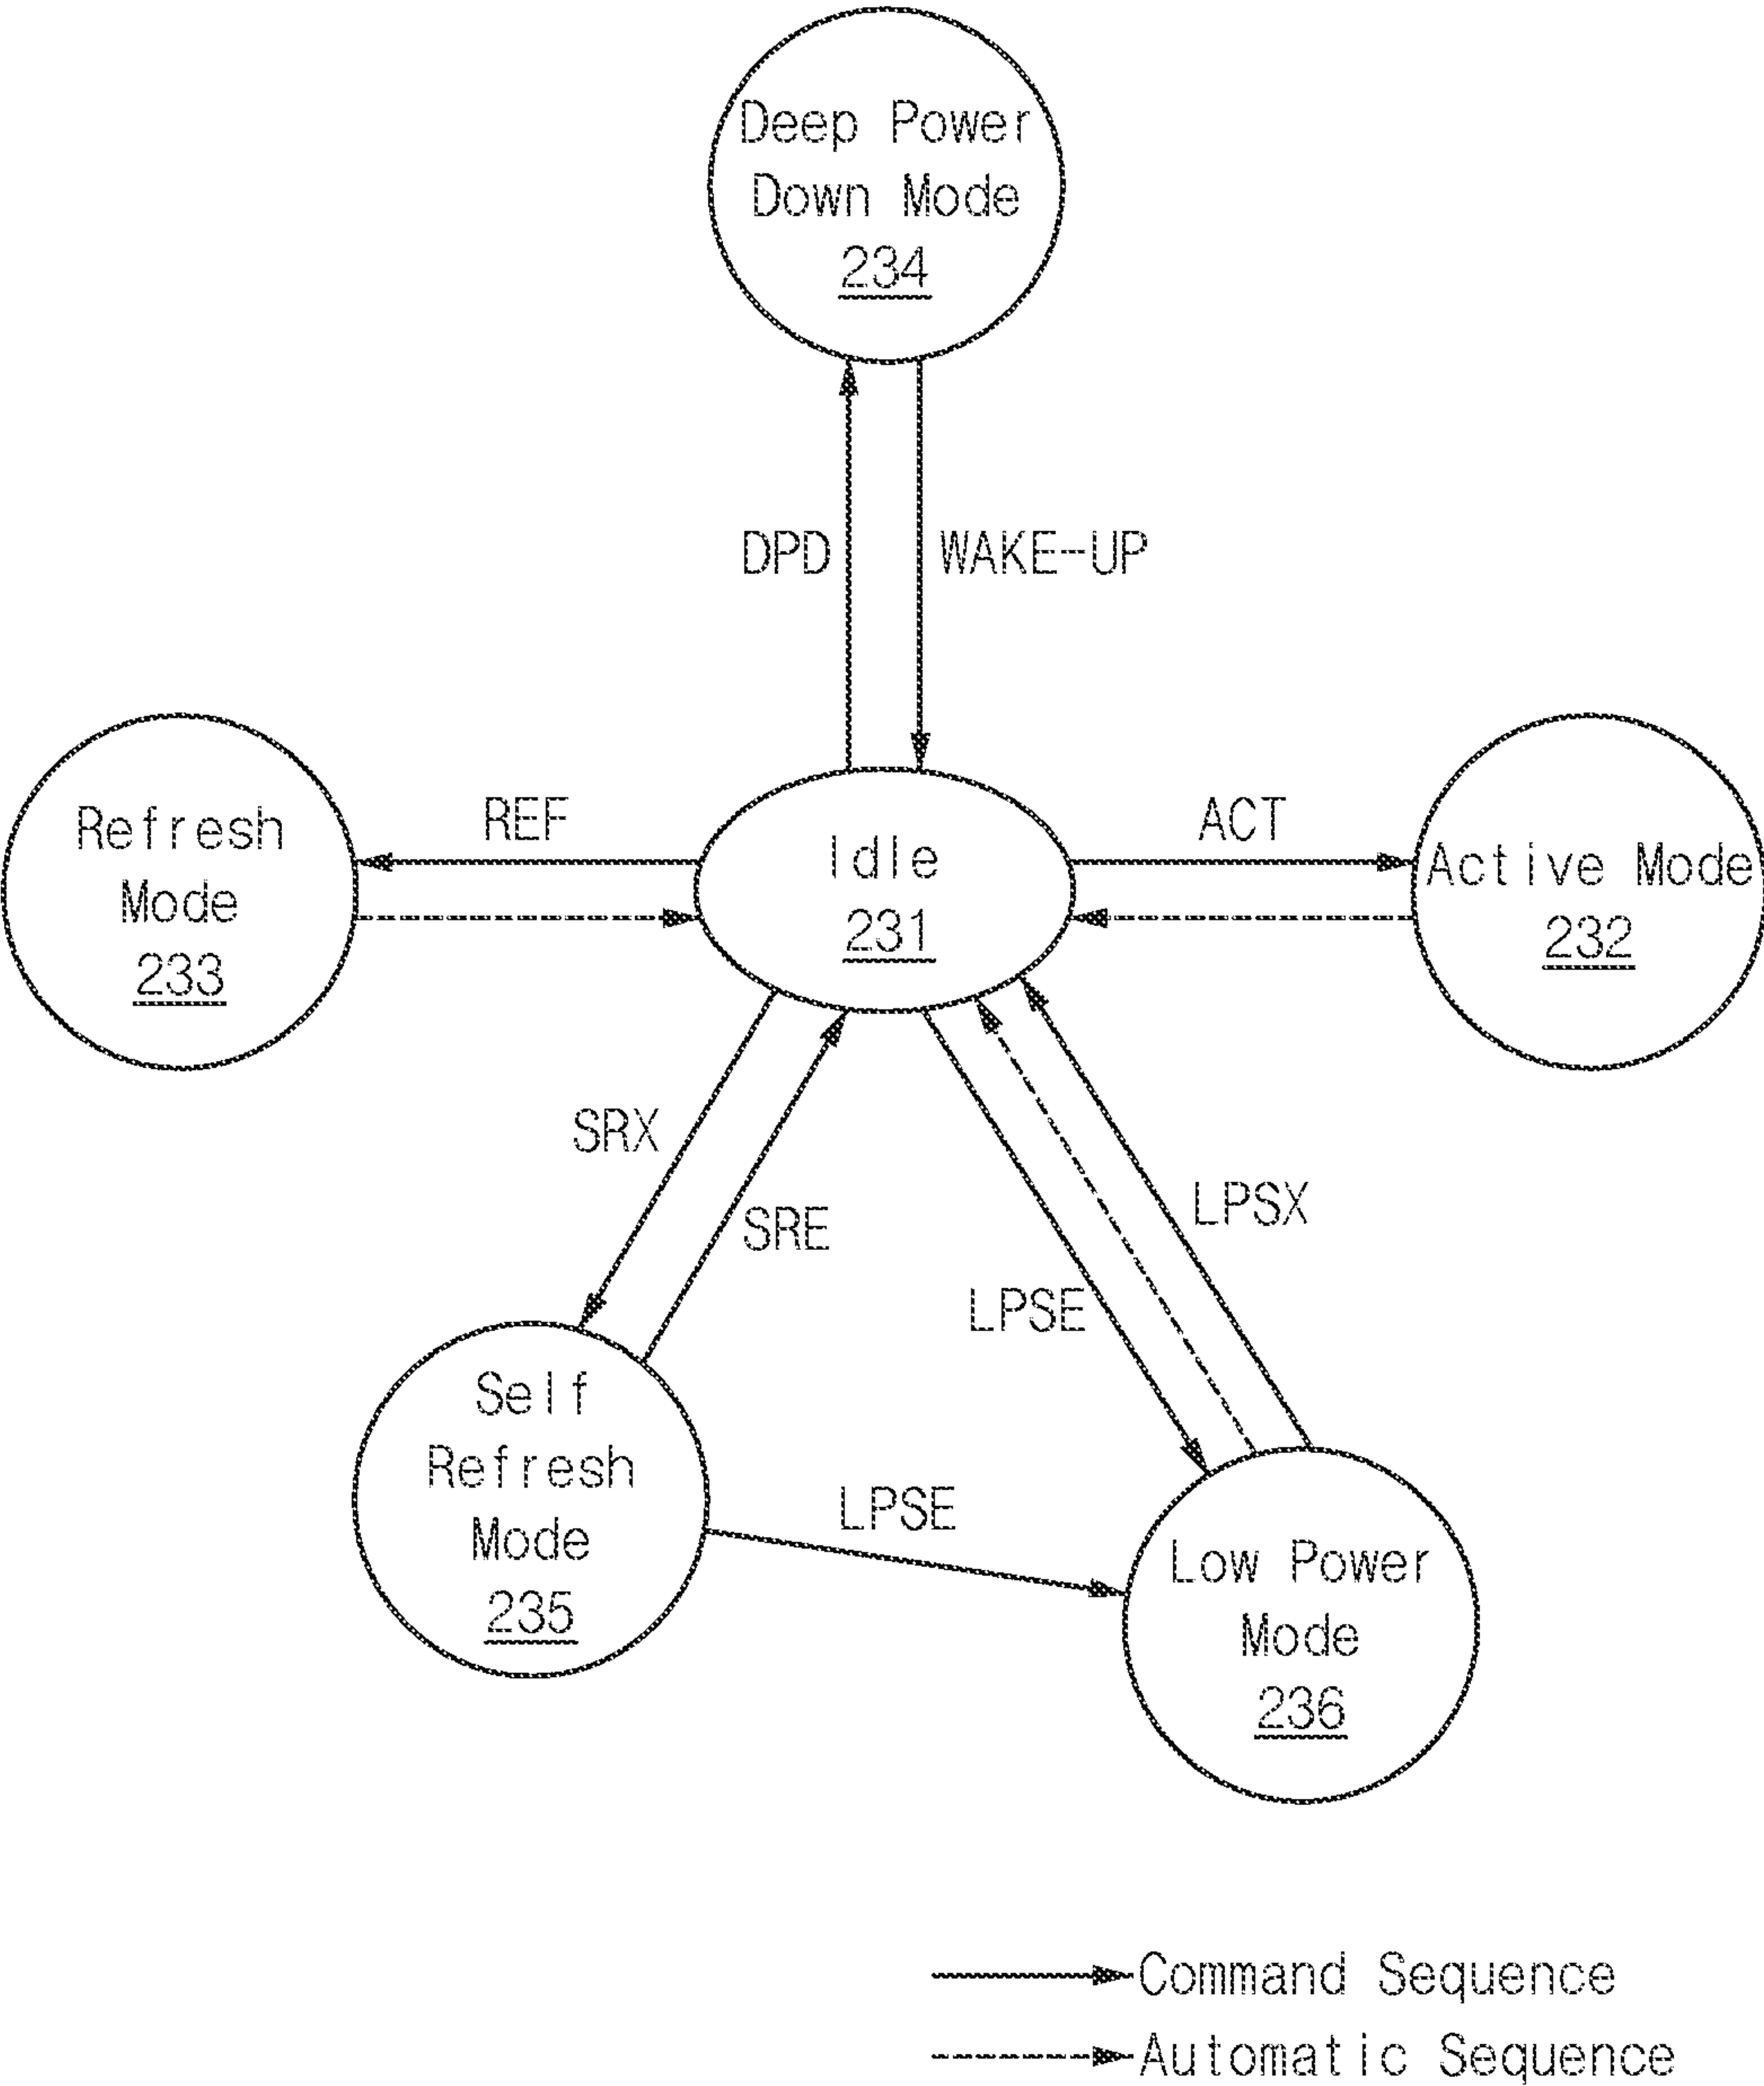 Deep Power
Down Mode
234
DPD
WAKE-UP
Refresh
Mode
233
REF
Idle
231
ACT
Active Mode
232
SRX
SRE
LPSX
LPSE
Self
Refresh
Mode
235
LPSE
Low Power
Mode
236
Command Sequence
Automatic Sequence